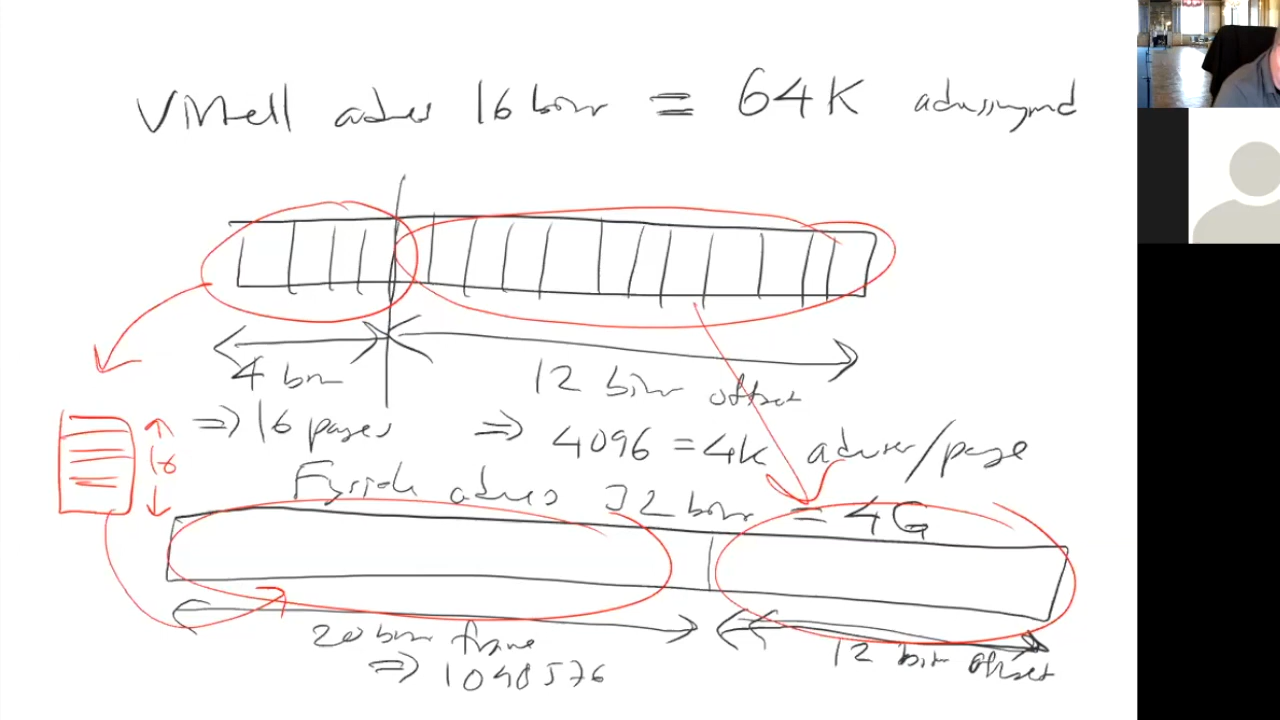 Virtuell adress 16 bitar = 64K adressrymd
4 bitar 12 bitar offset
=> 16 pages => 4096 = 4K adresser/page
16
Fysisk adress 32 bitar = 4G
20 bitar frame 12 bitar offset
=> 1048576